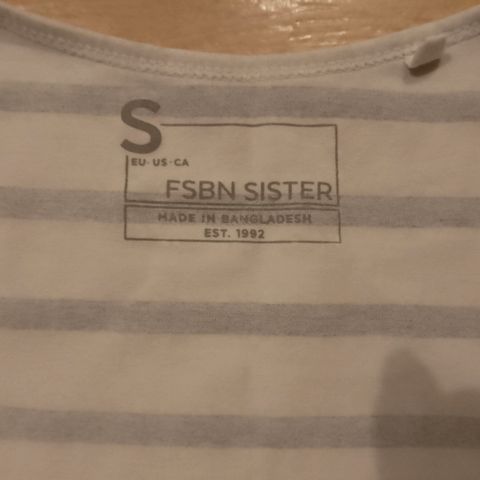 S
EU·US·CA
FSBN SISTER
MADE IN BANGLADESH
EST. 1992